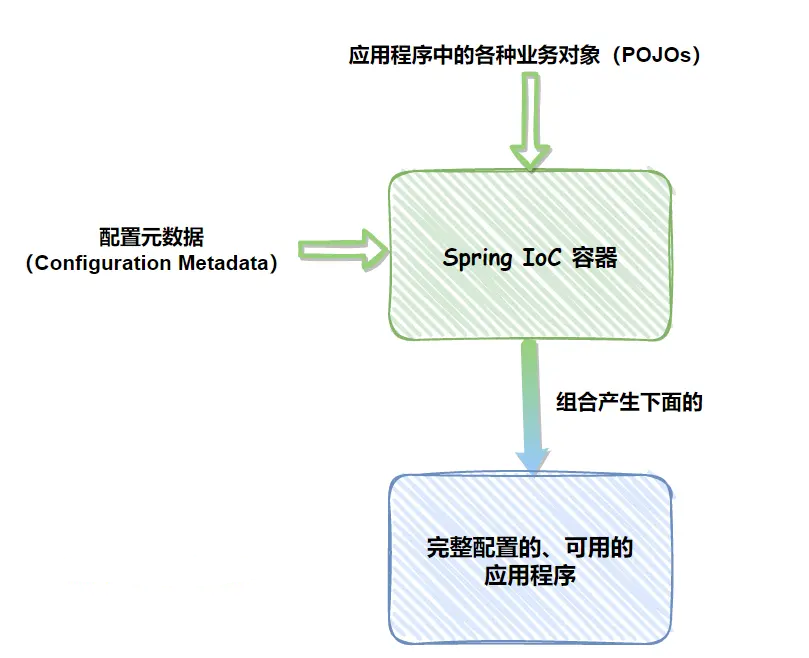 应用程序中的各种业务对象（POJOs）
配置元数据
（Configuration Metadata）
Spring IoC 容器
组合产生下面的
完整配置的、可用的
应用程序